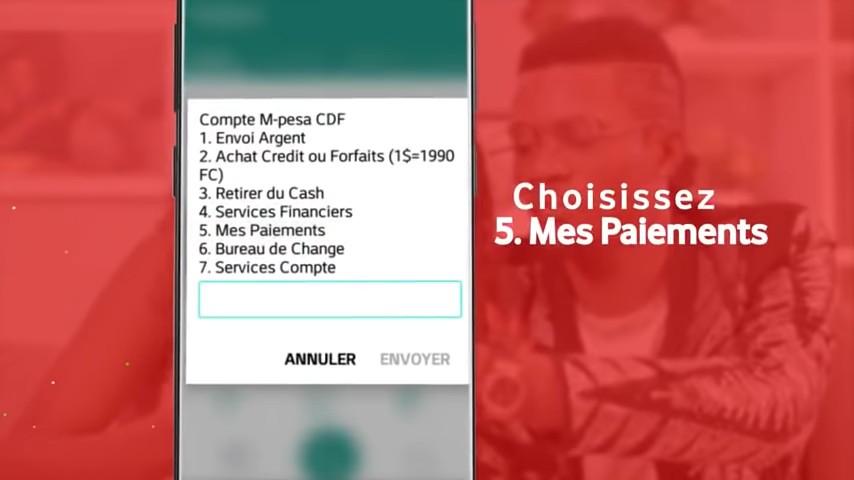 Compte M-pesa CDF
1. Envoi Argent
2. Achat Credit ou Forfaits (1$=1990
FC)
3. Retirer du Cash
4. Services Financiers
5. Mes Paiements
6. Bureau de Change
7. Services Compte
ANNULER ENVOYER
Choisissez
5. Mes Paiements